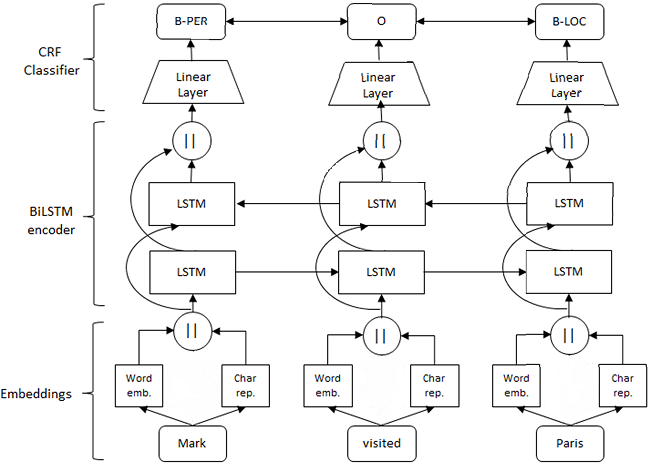 B-PER
O
B-LOC
CRF
Classifier
Linear
Layer
Linear
Layer
Linear
Layer
||
||
||
BiLSTM
encoder
LSTM
LSTM
LSTM
LSTM
LSTM
LSTM
||
||
||
Embeddings
Word
emb.
Char
rep.
Word
emb.
Char
rep.
Word
emb.
Char
rep.
Mark
visited
Paris